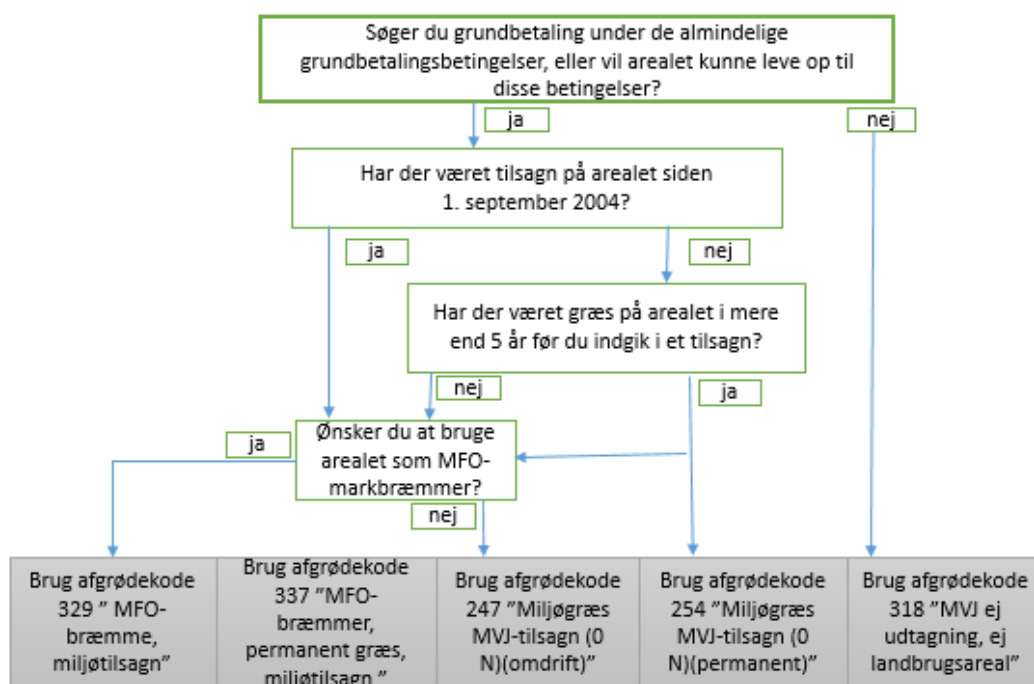 Søger du grundbetaling under de almindelige
grundbetalingsbetingelser, eller vil arealet kunne leve op til
disse betingelser?
ja
nej
Har der været tilsagn på arealet siden
1. september 2004?
ja
nej
Har der været græs på arealet i mere
end 5 år før du indgik i et tilsagn?
nej
ja
ja
Ønsker du at bruge
arealet som MFO-
markbræmmer?
nej
Brug afgrødekode
329 ” MFO-
bræmme,
miljøtilsagn”
Brug afgrødekode
337 ”MFO-
bræmmer,
permanent græs,
miljøtilsagn ”
Brug afgrødekode
247 ”Miljøgræs
MVJ-tilsagn (0
N)(omdrift)”
Brug afgrødekode
254 ”Miljøgræs
MVJ-tilsagn (0
N)(permanent)”
Brug afgrødekode
318 ”MVJ ej
udtagning, ej
landbrugsareal”